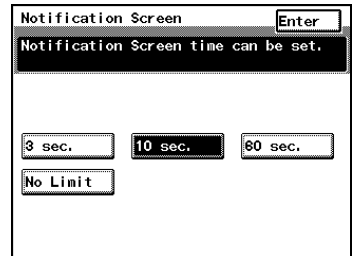 Notification Screen Enter
Notification Screen time can be set.
3 sec. 10 sec. 60 sec.
No Limit